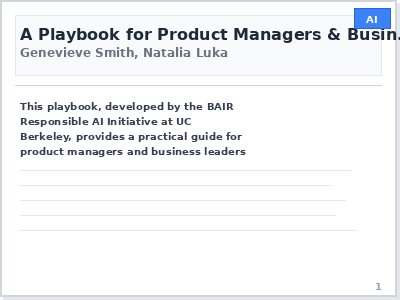 AI
A Playbook for Product Managers & Busin.
Genevieve Smith, Natalia Luka
This playbook, developed by the BAIR
Responsible AI Initiative at UC
Berkeley, provides a practical guide for
product managers and business leaders
1